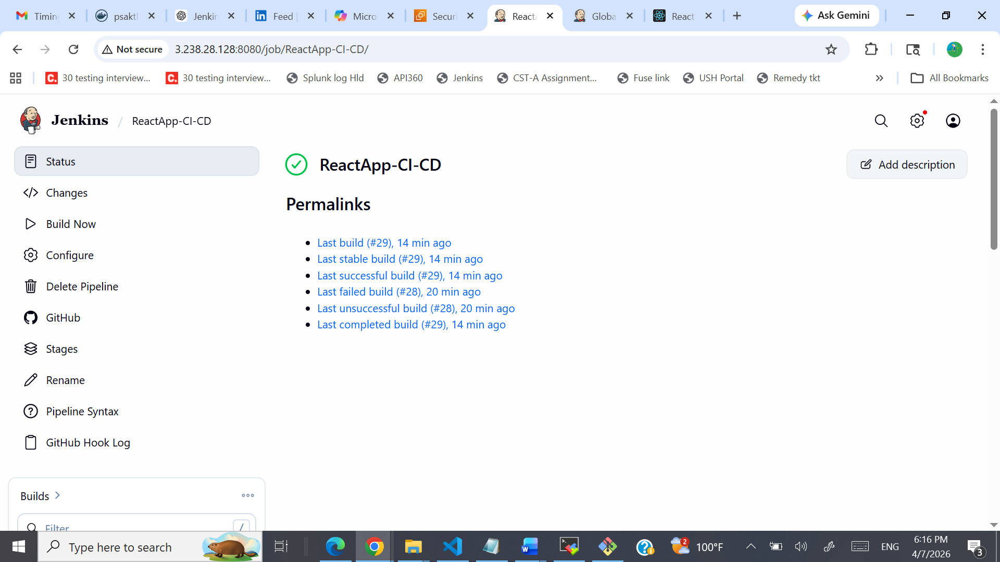 Timin
psakt
Jenkin
Feed
Micro
Securi
React
Globa
React
Ask Gemini
Not secure
3.238.28.128:8080/job/ReactApp-CI-CD/
30 testing interview...
30 testing interview...
Splunk log Hld
API360
Jenkins
CST-A Assignment...
Fuse link
USH Portal
Remedy tkt
All Bookmarks
Jenkins / ReactApp-CI-CD
Status
Changes
Build Now
Configure
Delete Pipeline
GitHub
Stages
Rename
Pipeline Syntax
GitHub Hook Log
Builds
Filter
/
ReactApp-CI-CD
Add description
Permalinks
Last build (#29), 14 min ago
Last stable build (#29), 14 min ago
Last successful build (#29), 14 min ago
Last failed build (#28), 20 min ago
Last unsuccessful build (#28), 20 min ago
Last completed build (#29), 14 min ago
Type here to search
2
100°F
ENG
6:16 PM
4/7/2026
3